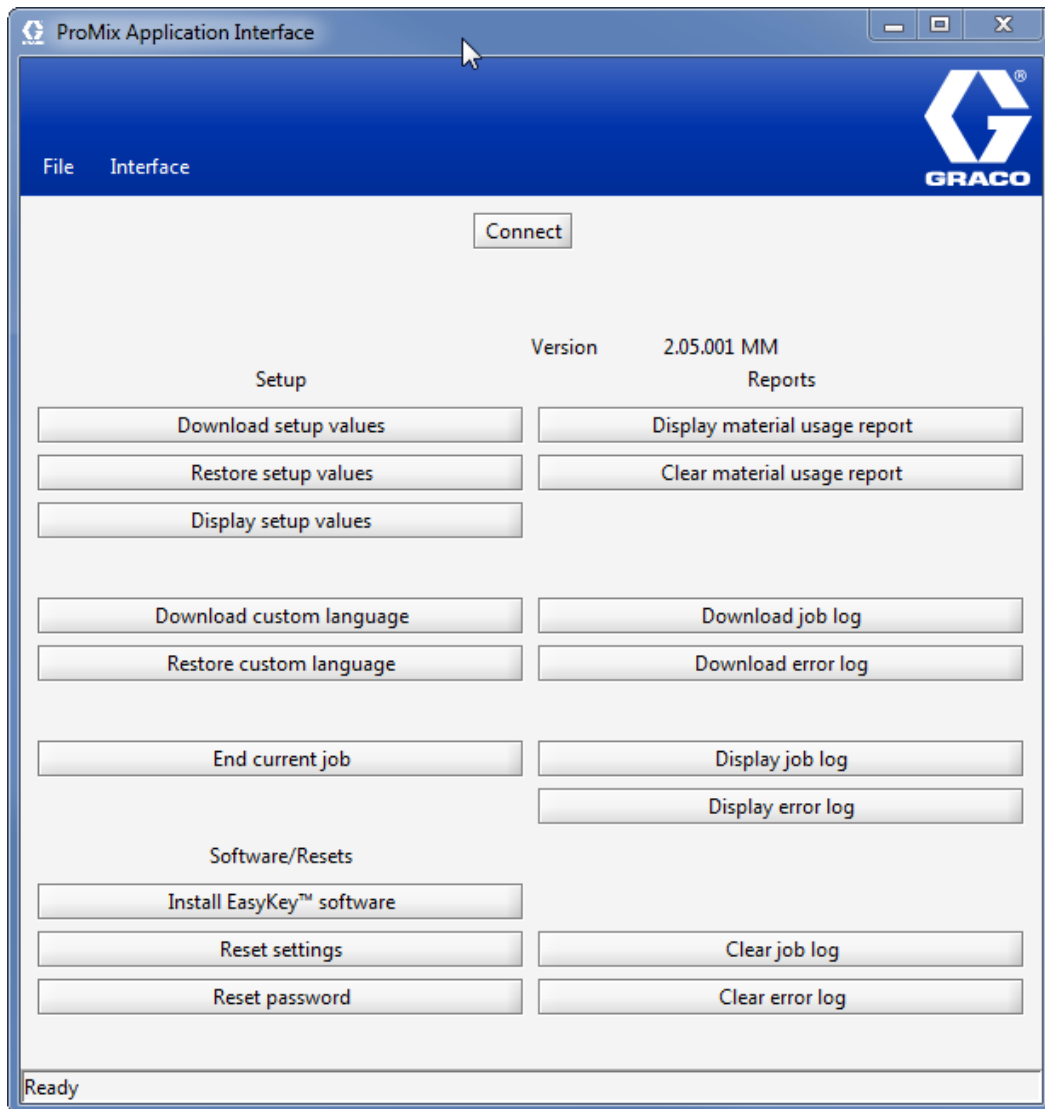 ProMix Application Interface
®
GRACO
File Interface
Connect
Version 2.05.001 MM
Setup Reports
Download setup values Display material usage report
Restore setup values Clear material usage report
Display setup values
Download custom language Download job log
Restore custom language Download error log
End current job Display job log
Display error log
Software/Resets
Install EasyKey™ software
Reset settings Clear job log
Reset password Clear error log
Ready